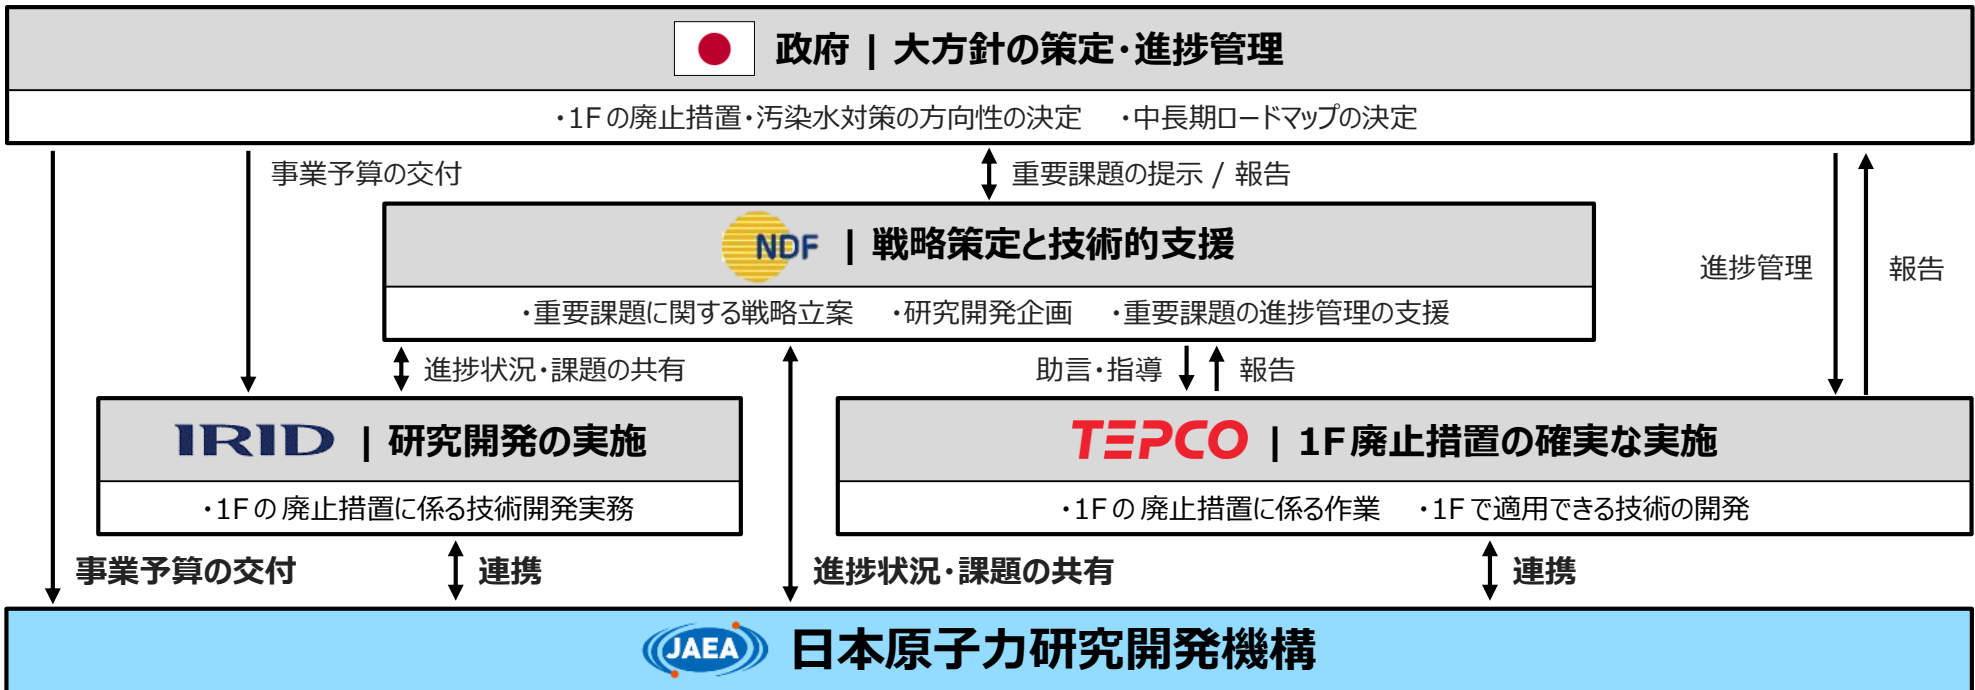 政府 | 大方針の策定・進捗管理
・1Fの廃止措置・汚染水対策の方向性の決定 ・中長期ロードマップの決定
事業予算の交付
重要課題の提示 / 報告
NDF | 戦略策定と技術的支援
・重要課題に関する戦略立案 ・研究開発企画 ・重要課題の進捗管理の支援
進捗管理
報告
進捗状況・課題の共有
助言・指導
報告
IRID | 研究開発の実施
・1Fの廃止措置に係る技術開発実務
TEPCO | 1F廃止措置の確実な実施
・1Fの廃止措置に係る作業 ・1Fで適用できる技術の開発
事業予算の交付
連携
進捗状況・課題の共有
連携
JAEA 日本原子力研究開発機構